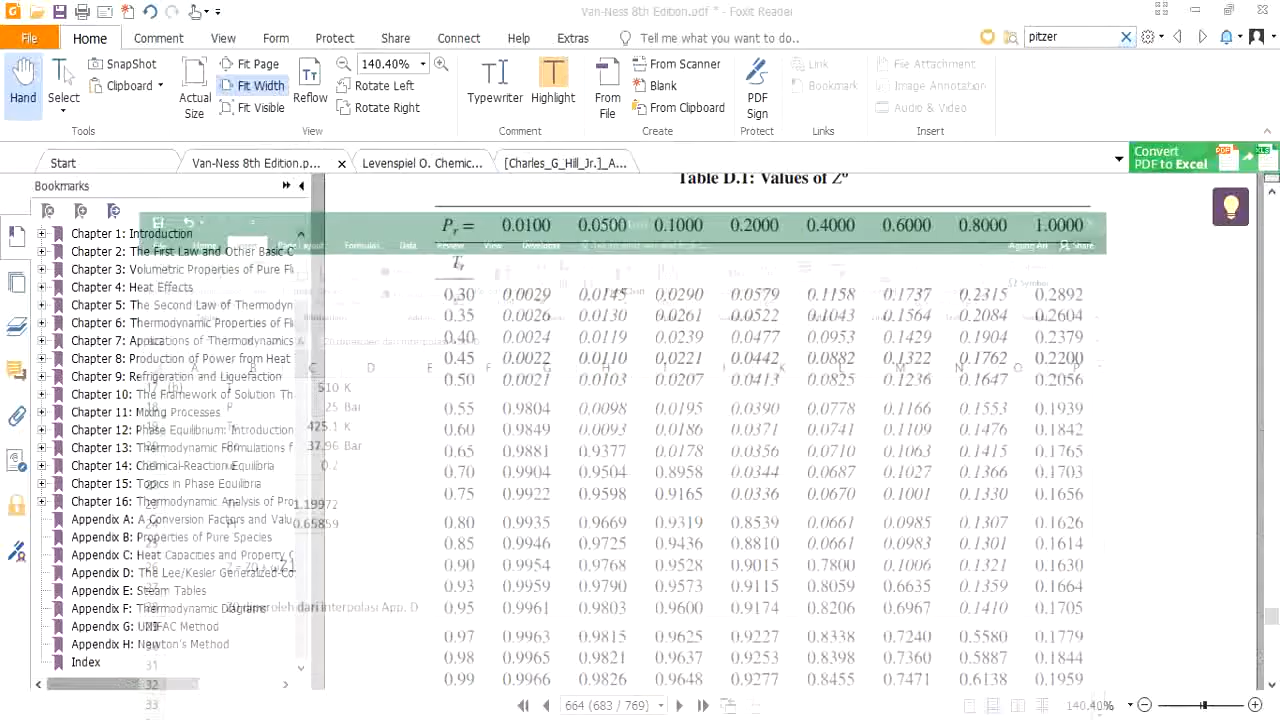 Van-Ness 8th Edition.pdf * - Foxit Reader
File Home Comment View Form Protect Share Connect Help Extras Tell me what you want to do.. pitzer
Hand
Select
SnapShot
Clipboard
Tools
Actual Size
Fit Page
Fit Width
Fit Visible
Reflow
140.40%
Rotate Left
Rotate Right
View
Typewriter
Highlight
Comment
From File
From Scanner
Blank
From Clipboard
Create
PDF Sign
Protect
Link
Bookmark
Links
File Attachment
Image Annotation
Audio & Video
Insert
Start Van-Ness 8th Edition.p... Levenspiel O. Chemic... [Charles_G_Hill_Jr.]_A...
Convert
PDF to Excel
Bookmarks
Chapter 1: Introduction
Chapter 2: The First Law and Other Basic C
Chapter 3: Volumetric Properties of Pure Fl
Chapter 4: Heat Effects
Chapter 5: The Second Law of Thermodyn
Chapter 6: Thermodynamic Properties of Fl
Chapter 7: Applications of Thermodynamics
Chapter 8: Production of Power from Heat
Chapter 9: Refrigeration and Liquefaction
Chapter 10: The Framework of Solution Th
Chapter 11: Mixing Processes
Chapter 12: Phase Equilibrium: Introduction
Chapter 13: Thermodynamic Formulations f
Chapter 14: Chemical-Reaction Equilibria
Chapter 15: Topics in Phase Equilibria
Chapter 16: Thermodynamic Analysis of Pro
Appendix A: A Conversion Factors and Valu
Appendix B: Properties of Pure Species
Appendix C: Heat Capacities and Property C
Appendix D: The Lee/Kesler Generalized-Co
Appendix E: Steam Tables
Appendix F: Thermodynamic Diagrams
Appendix G: UNIFAC Method
Appendix H: Newton's Method
Index
510 K
25 Bar
425.1 K
37.96 Bar
0.2
1.19972
0.65859
diperoleh dari Interpolasi App. D
31
32
33
Table D.1: Values of Z⁰
Pr = 0.0100 0.0500 0.1000 0.2000 0.4000 0.6000 0.8000 1.0000
Formulas Data Review View Developer Agung Ari Share
Tr
0.30 0.0029 0.0145 0.0290 0.0579 0.1158 0.1737 0.2315 0.2892
0.35 0.0026 0.0130 0.0261 0.0522 0.1043 0.1564 0.2084 0.2604
0.40 0.0024 0.0119 0.0239 0.0477 0.0953 0.1429 0.1904 0.2379
0.45 0.0022 0.0110 0.0221 0.0442 0.0882 0.1322 0.1762 0.2200
0.50 0.0021 0.0103 0.0207 0.0413 0.0825 0.1236 0.1647 0.2056
0.55 0.9804 0.0098 0.0195 0.0390 0.0778 0.1166 0.1553 0.1939
0.60 0.9849 0.0093 0.0186 0.0371 0.0741 0.1109 0.1476 0.1842
0.65 0.9881 0.9377 0.0178 0.0356 0.0710 0.1063 0.1415 0.1765
0.70 0.9904 0.9504 0.8958 0.0344 0.0687 0.1027 0.1366 0.1703
0.75 0.9922 0.9598 0.9165 0.0336 0.0670 0.1001 0.1330 0.1656
0.80 0.9935 0.9669 0.9319 0.8539 0.0661 0.0985 0.1307 0.1626
0.85 0.9946 0.9725 0.9436 0.8810 0.0661 0.0983 0.1301 0.1614
0.90 0.9954 0.9768 0.9528 0.9015 0.7800 0.1006 0.1321 0.1630
0.93 0.9959 0.9790 0.9573 0.9115 0.8059 0.6635 0.1359 0.1664
0.95 0.9961 0.9803 0.9600 0.9174 0.8206 0.6967 0.1410 0.1705
0.97 0.9963 0.9815 0.9625 0.9227 0.8338 0.7240 0.5580 0.1779
0.98 0.9965 0.9821 0.9637 0.9253 0.8398 0.7360 0.5887 0.1844
0.99 0.9966 0.9826 0.9648 0.9277 0.8455 0.7471 0.6138 0.1959
664 (683 / 769)
140.40%